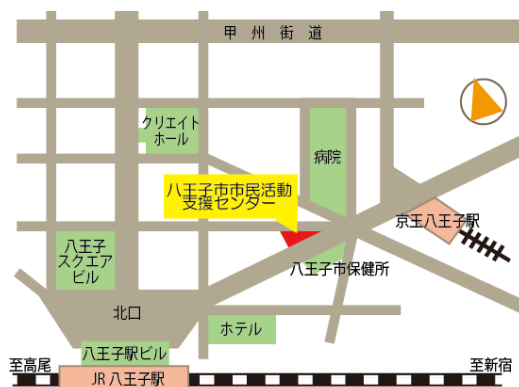 甲州街道
クリエイト
ホール
病院
八王子市市民活動
支援センター
京王八王子駅
八王子
スクエア
ビル
八王子市保健所
北口
ホテル
八王子駅ビル
至高尾
至新宿
JR八王子駅